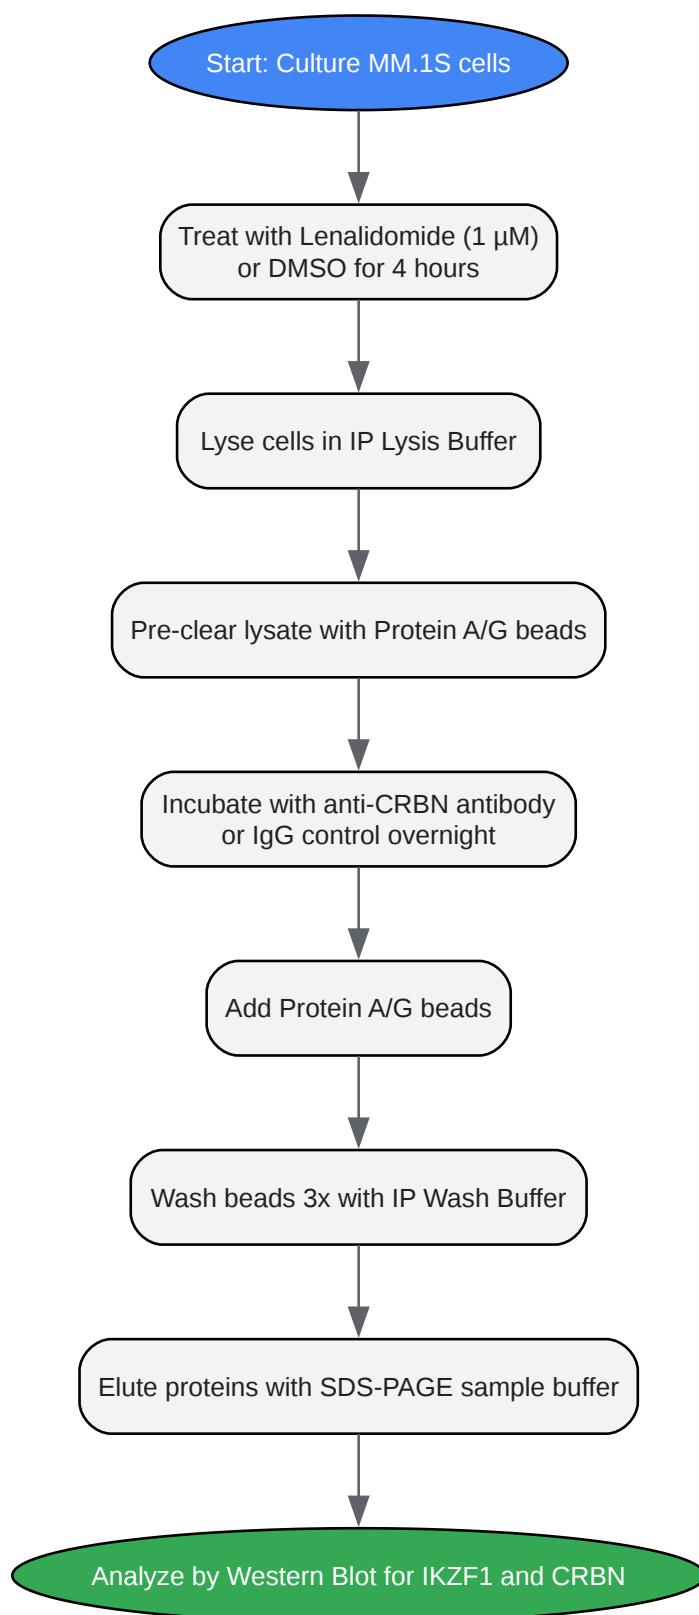 Start: Culture MM.1S cells
Treat with Lenalidomide (1 µM)
or DMSO for 4 hours
Lyse cells in IP Lysis Buffer
Pre-clear lysate with Protein A/G beads
Incubate with anti-CRBN antibody
or IgG control overnight
Add Protein A/G beads
Wash beads 3x with IP Wash Buffer
Elute proteins with SDS-PAGE sample buffer
Analyze by Western Blot for IKZF1 and CRBN